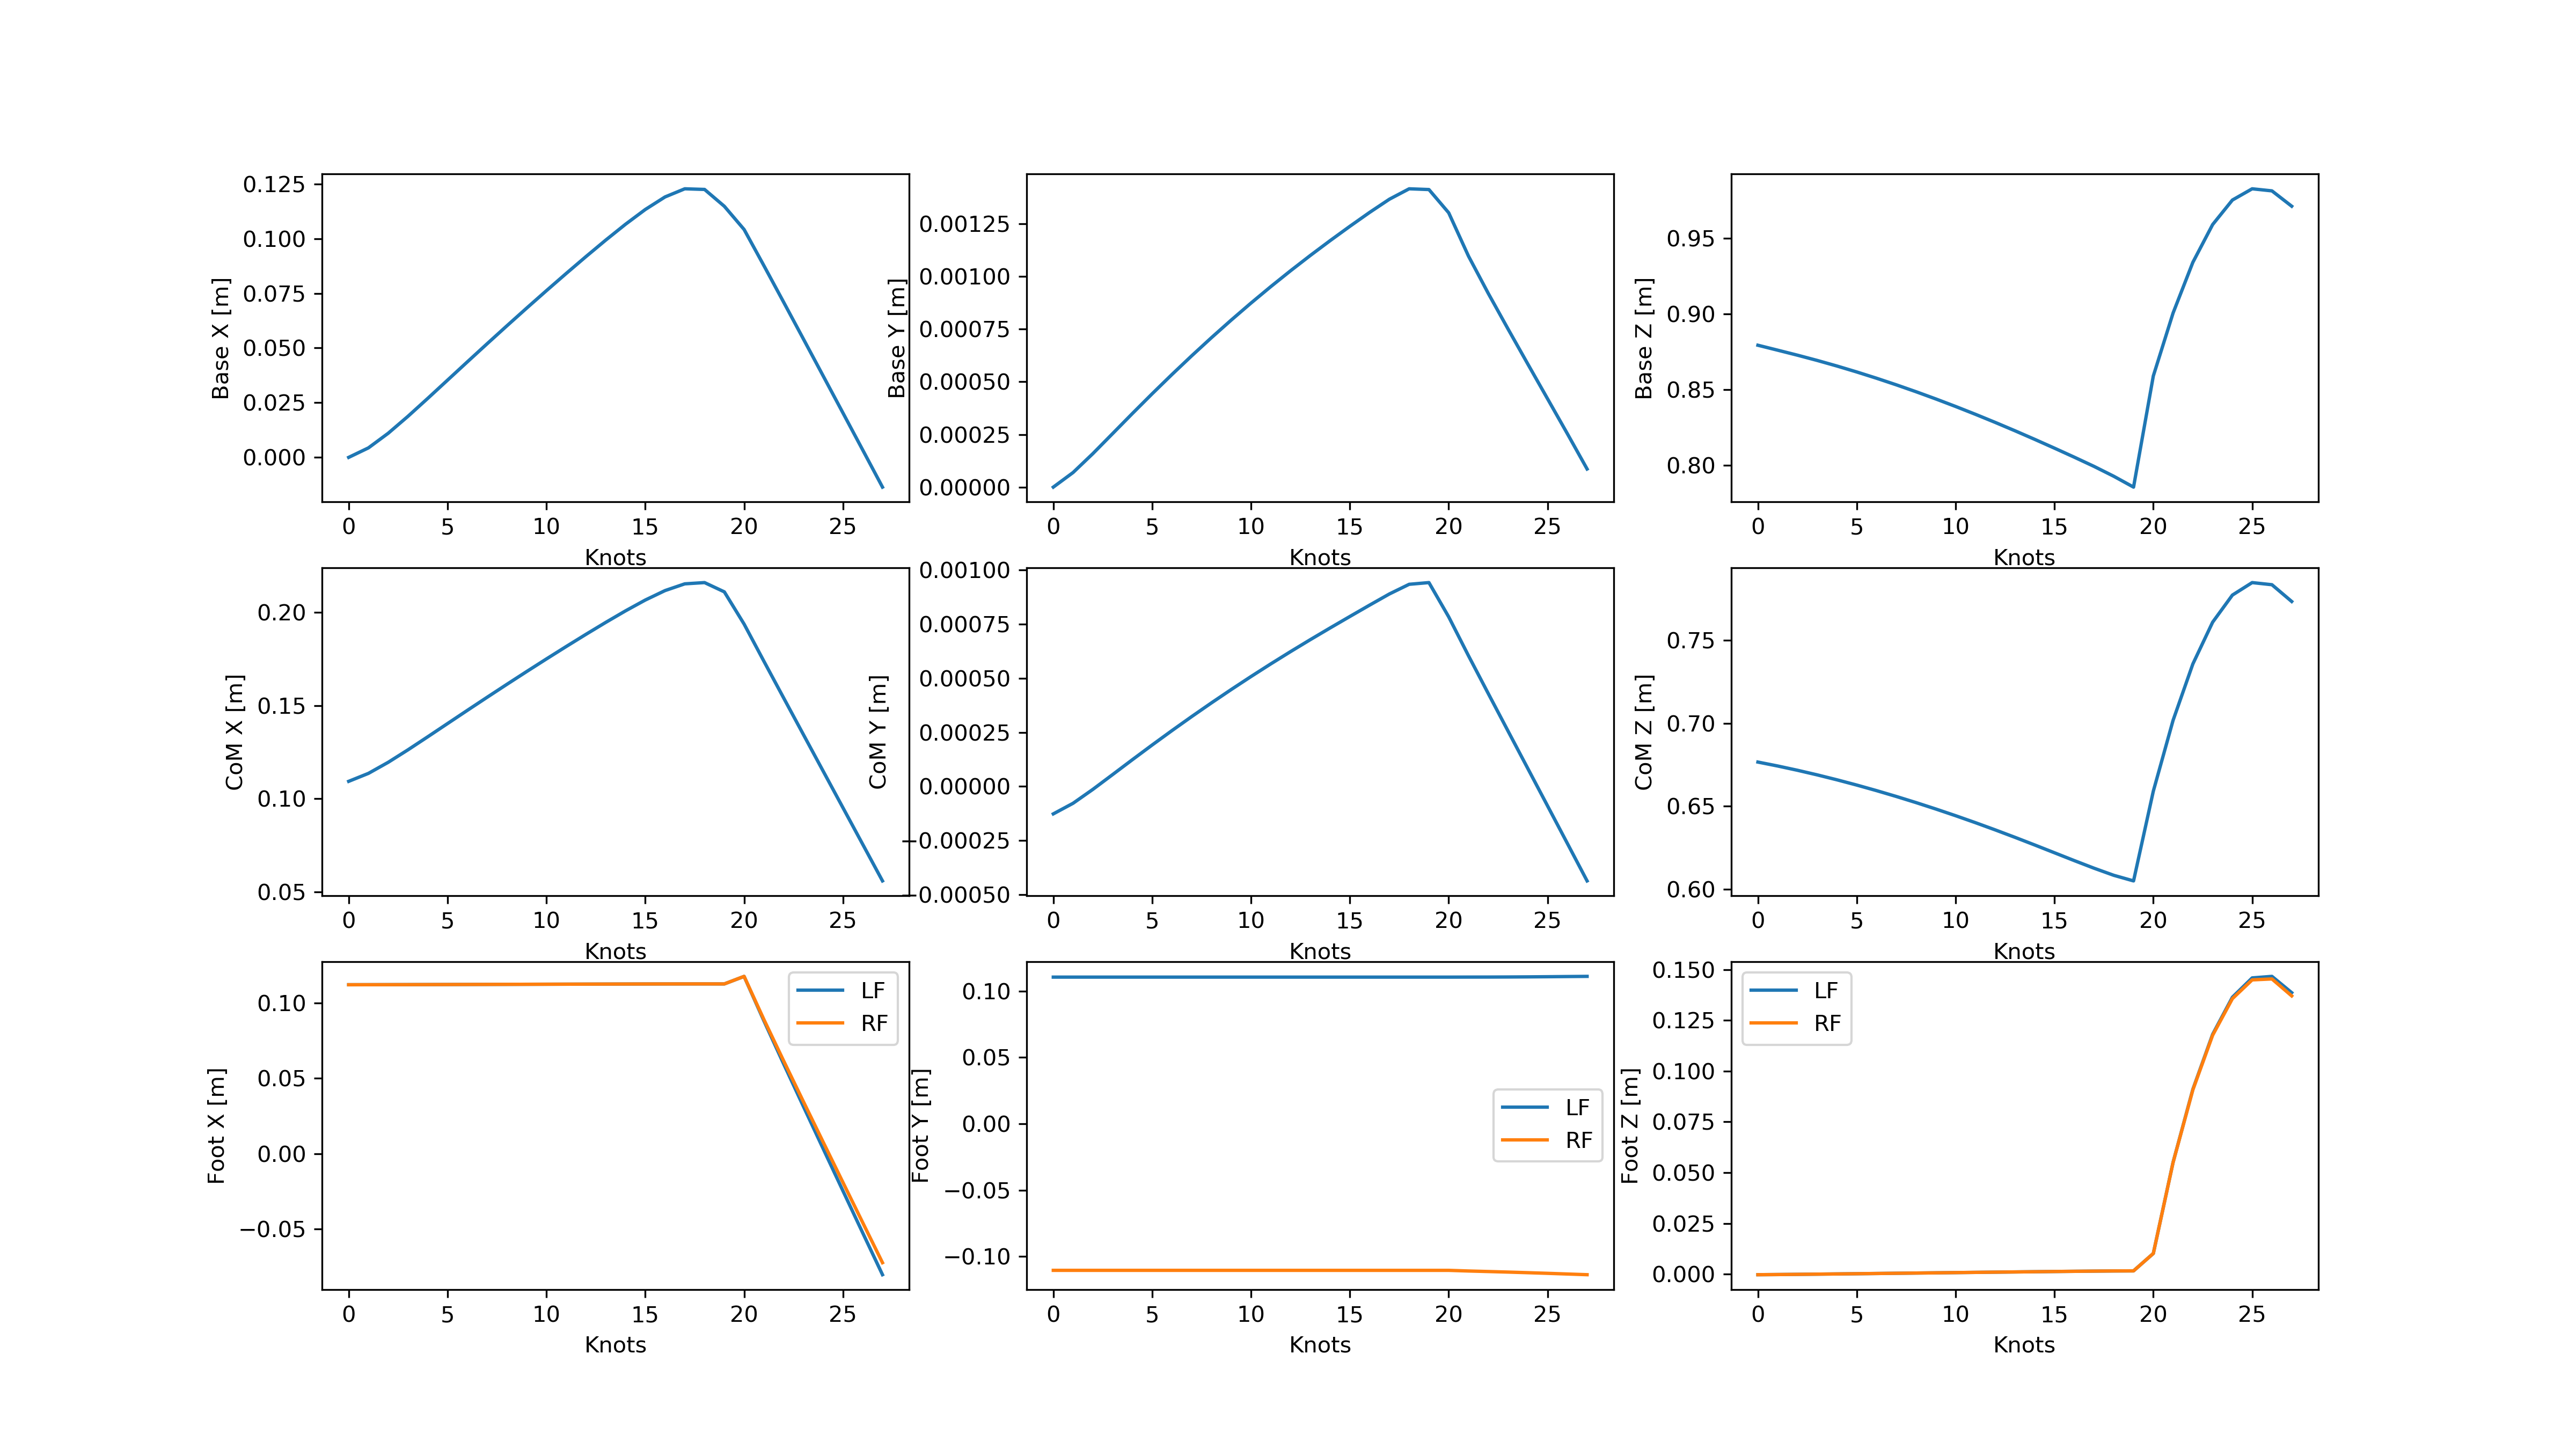 0.125
0.100
0.075
0.050
0.025
0.000
Base X [m]
0 5 10 15 20 25
Knots
0.00125
0.00100
0.00075
0.00050
0.00025
0.00000
Base Y [m]
0 5 10 15 20 25
Knots
0.95
0.90
0.85
0.80
Base Z [m]
0 5 10 15 20 25
Knots
0.20
0.15
0.10
0.05
CoM X [m]
0 5 10 15 20 25
Knots
0.00100
0.00075
0.00050
0.00025
0.00000
−0.00025
−0.00050
CoM Y [m]
0 5 10 15 20 25
Knots
0.75
0.70
0.65
0.60
CoM Z [m]
0 5 10 15 20 25
Knots
0.10
0.05
0.00
−0.05
Foot X [m]
LF
RF
0 5 10 15 20 25
Knots
0.10
0.05
0.00
−0.05
−0.10
Foot Y [m]
LF
RF
0 5 10 15 20 25
Knots
0.150
0.125
0.100
0.075
0.050
0.025
0.000
Foot Z [m]
LF
RF
0 5 10 15 20 25
Knots